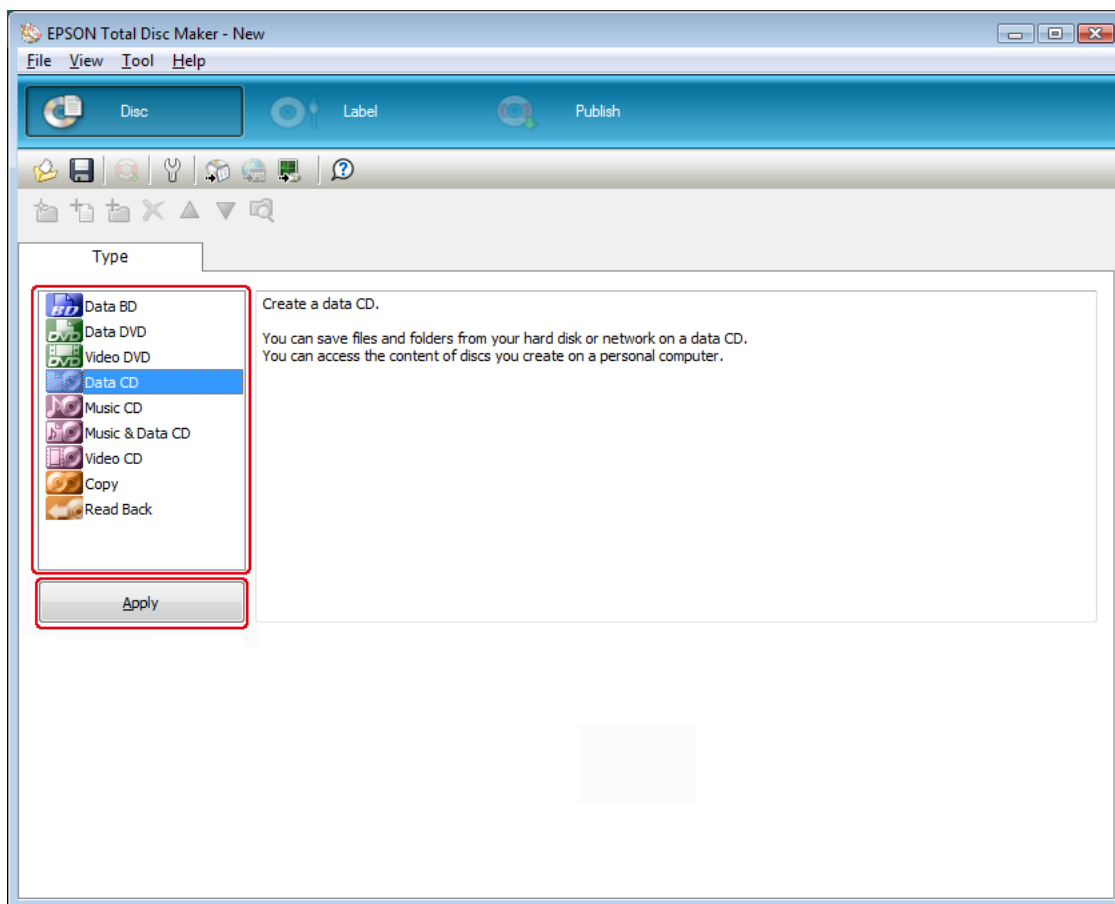 EPSON Total Disc Maker - New
File View Tool Help
Disc Label Publish
Type
Data BD
Data DVD
Video DVD
Data CD
Music CD
Music & Data CD
Video CD
Copy
Read Back
Apply
Create a data CD.
You can save files and folders from your hard disk or network on a data CD.
You can access the content of discs you create on a personal computer.